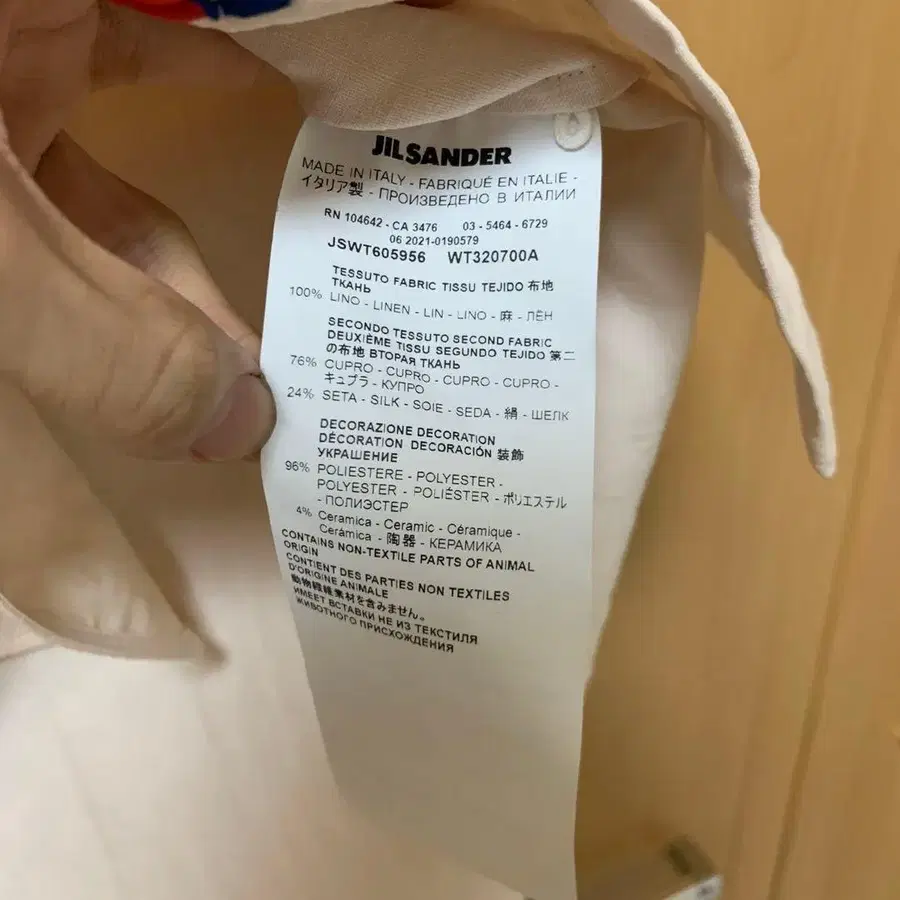 JIL SANDER
MADE IN ITALY - FABRIQUÉ EN ITALIE -
イタリア製 - ПРОИЗВЕДЕНО В ИТАЛИИ
RN 104642 - CA 3476 03 - 5464 - 6729
06 2021-0190579
JSWT605956 WT320700A
TESSUTO FABRIC TISSU TEJIDO 布地
ТКАНЬ
100% LINO - LINEN - LIN - LINO - 麻 - ЛЁН
SECONDO TESSUTO SECOND FABRIC
DEUXIÈME TISSU SEGUNDO TEJIDO 第二
の布地 ВТОРАЯ ТКАНЬ
76% CUPRO - CUPRO - CUPRO - CUPRO -
キュプラ - КУПРО
24% SETA - SILK - SOIE - SEDA - 絹 - ШЕЛК
DECORAZIONE DECORATION
DÉCORATION DECORACIÓN 装飾
УКРАШЕНИЕ
96% POLIESTERE - POLYESTER -
POLYESTER - POLIÉSTER - ポリエステル
- ПОЛИЭСТЕР
4% Ceramica - Ceramic - Céramique -
Cerámica - 陶器 - КЕРАМИКА
CONTAINS NON-TEXTILE PARTS OF ANIMAL
ORIGIN
CONTIENT DES PARTIES NON TEXTILES
D'ORIGINE ANIMALE
動物繊維素材を含みません。
ИМЕЕТ ВСТАВКИ НЕ ИЗ ТЕКСТИЛЯ
ЖИВОТНОГО ПРИСХОЖДЕНИЯ